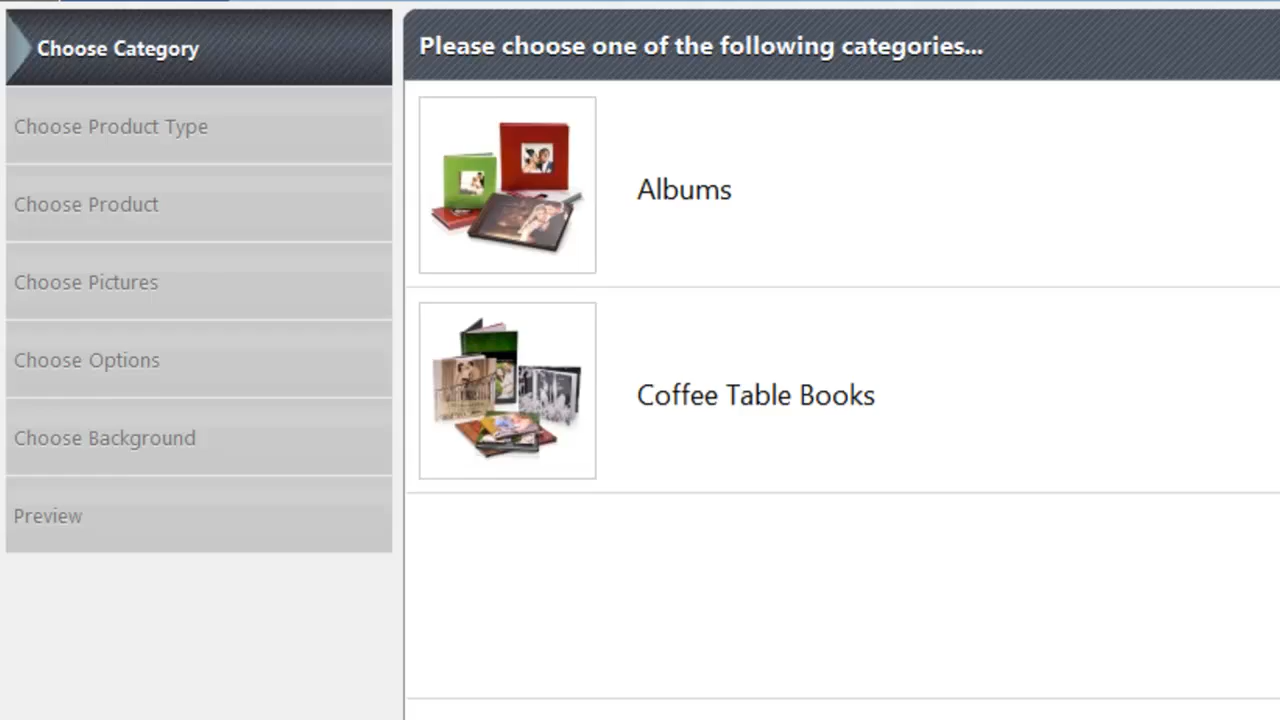 Choose Category
Choose Product Type
Choose Product
Choose Pictures
Choose Options
Choose Background
Preview
Please choose one of the following categories...
Albums
Coffee Table Books